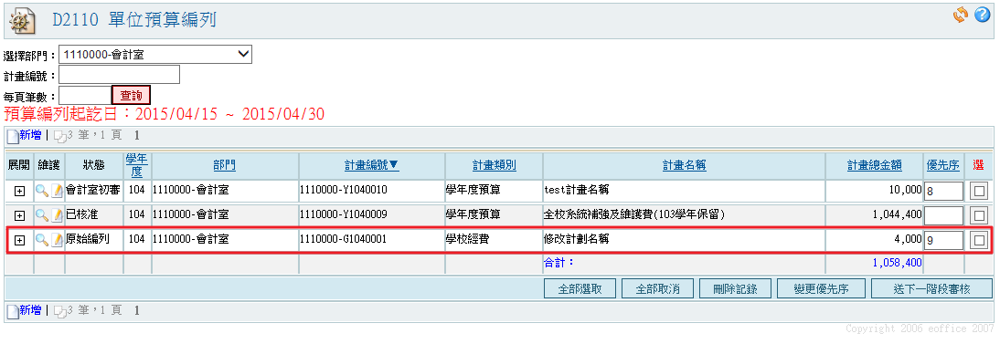 D2110 單位預算編列
選擇部門：1110000-會計室
計畫編號：
每頁筆數：查詢
預算編列起訖日：2015/04/15 ~ 2015/04/30
新增 | 3 筆，1 頁 1
展開 維護 狀態 學年度 部門 計畫編號▼ 計畫類別 計畫名稱 計畫總金額 優先序 選
會計室初審 104 1110000-會計室 1110000-Y1040010 學年度預算 test計畫名稱 10,000 8
已核准 104 1110000-會計室 1110000-Y1040009 學年度預算 全校系統補強及維護費(103學年保留) 1,044,400
原始編列 104 1110000-會計室 1110000-G1040001 學校經費 修改計劃名稱 4,000 9
合計： 1,058,400
全部選取 全部取消 刪除記錄 變更優先序 送下一階段審核
新增 | 3 筆，1 頁 1
Copyright 2006 eoffice 2007